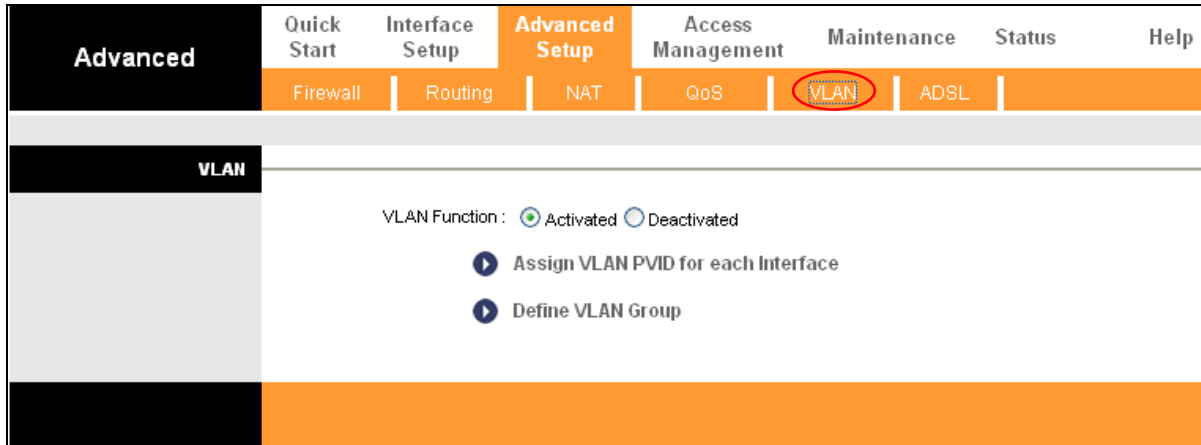 Advanced
Quick Start
Interface Setup
Advanced Setup
Access Management
Maintenance
Status
Help
Firewall
Routing
NAT
QoS
VLAN
ADSL
VLAN
VLAN Function : Activated Deactivated
Assign VLAN PVID for each Interface
Define VLAN Group